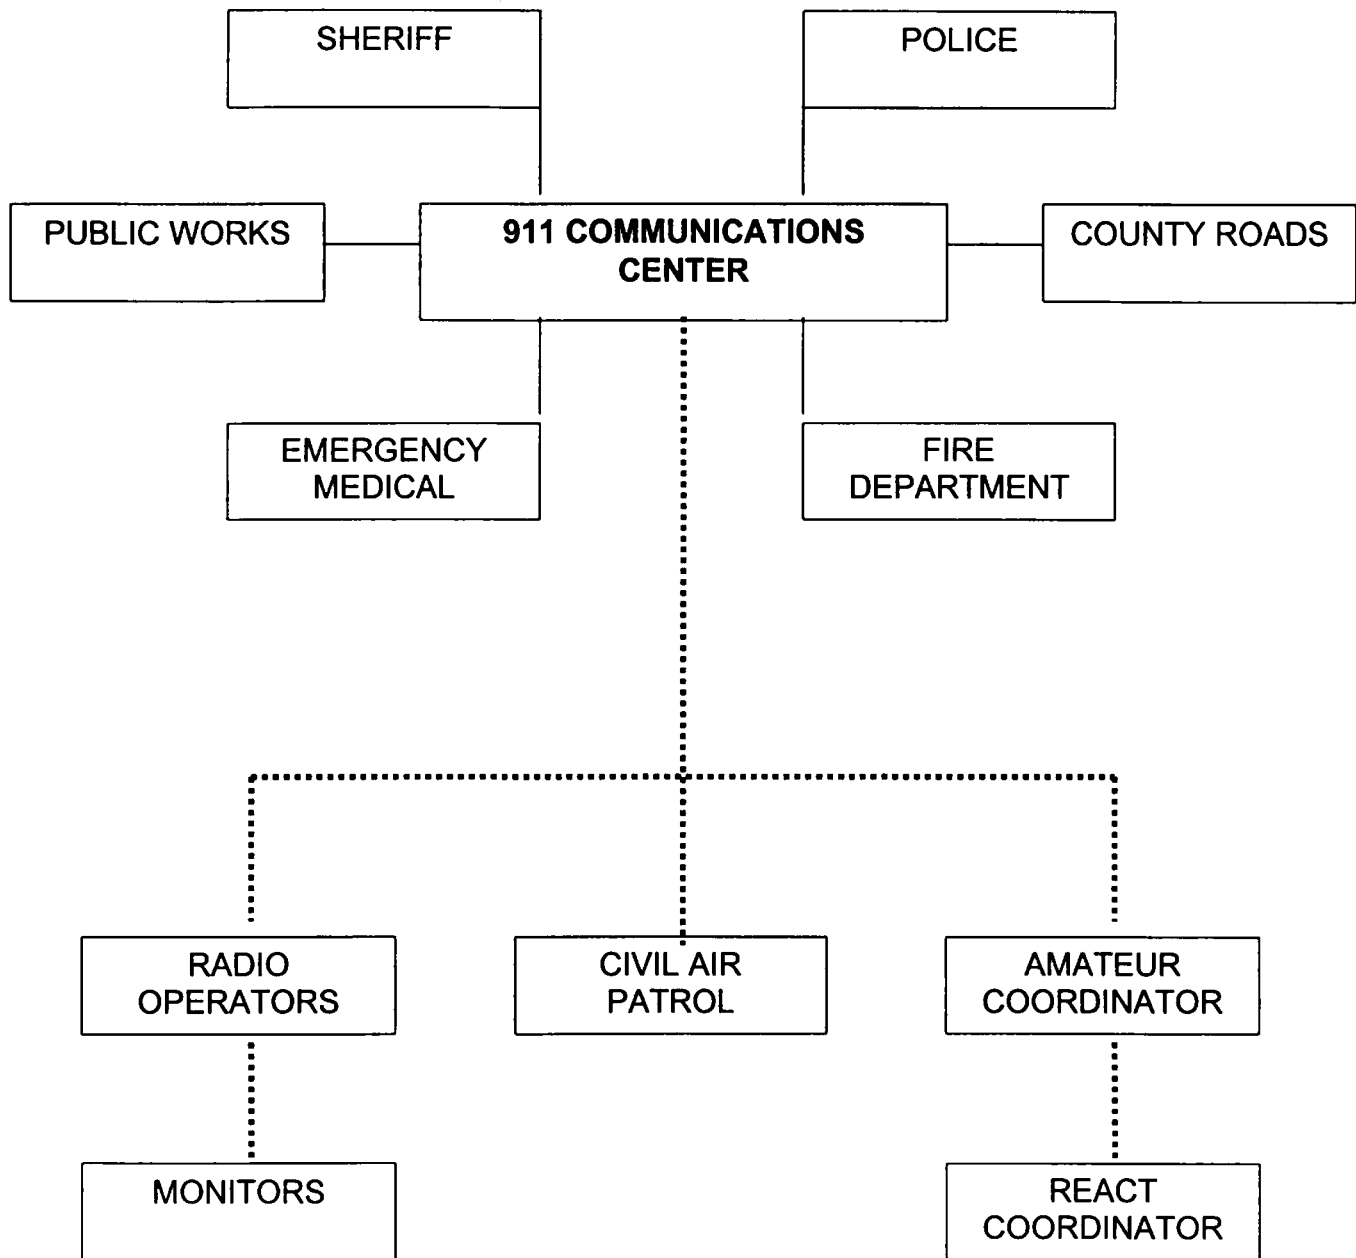 SHERIFF
POLICE
PUBLIC WORKS
911 COMMUNICATIONS
CENTER
COUNTY ROADS
EMERGENCY
MEDICAL
FIRE
DEPARTMENT
RADIO
OPERATORS
CIVIL AIR
PATROL
AMATEUR
COORDINATOR
MONITORS
REACT
COORDINATOR